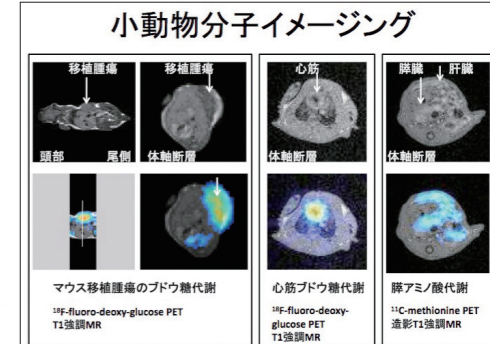 小動物分子イメージング
移植腫瘍
移植腫瘍
頭部
尾側
体軸断層
マウス移植腫瘍のブドウ糖代謝
18F-fluoro-deoxy-glucose PET
T1強調MR
心筋
体軸断層
心筋ブドウ糖代謝
18F-fluoro-deoxy-
glucose PET
T1強調MR
膵臓
肝臓
体軸断層
膵アミノ酸代謝
11C-methionine PET
造影T1強調MR